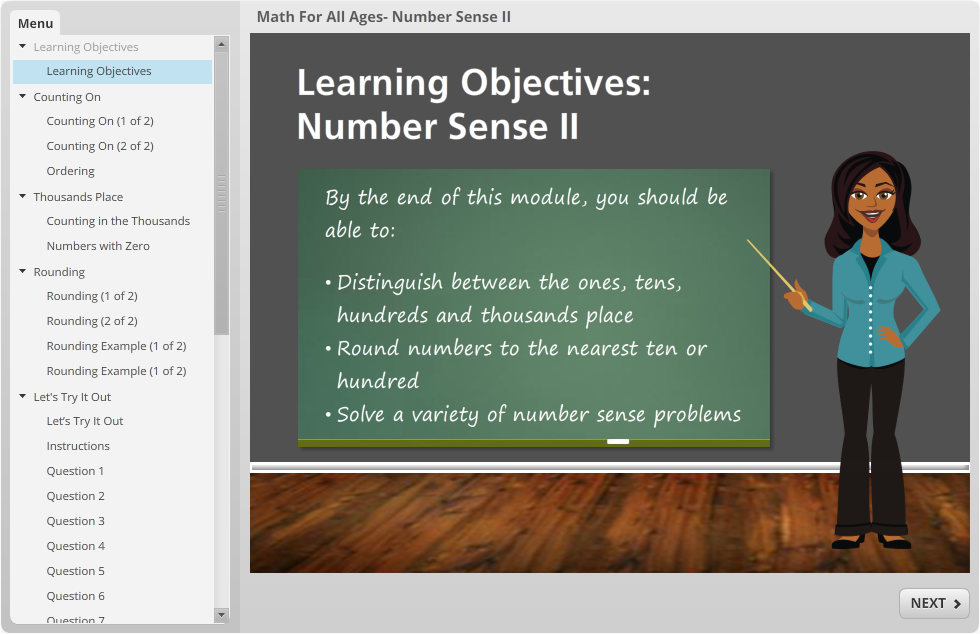 Menu
Learning Objectives
Learning Objectives
Counting On
Counting On (1 of 2)
Counting On (2 of 2)
Ordering
Thousands Place
Counting in the Thousands
Numbers with Zero
Rounding
Rounding (1 of 2)
Rounding (2 of 2)
Rounding Example (1 of 2)
Rounding Example (1 of 2)
Let's Try It Out
Let’s Try It Out
Instructions
Question 1
Question 2
Question 3
Question 4
Question 5
Question 6
Question 7
Math For All Ages- Number Sense II
Learning Objectives:
Number Sense II
By the end of this module, you should be
able to:
• Distinguish between the ones, tens,
hundreds and thousands place
• Round numbers to the nearest ten or
hundred
• Solve a variety of number sense problems
NEXT